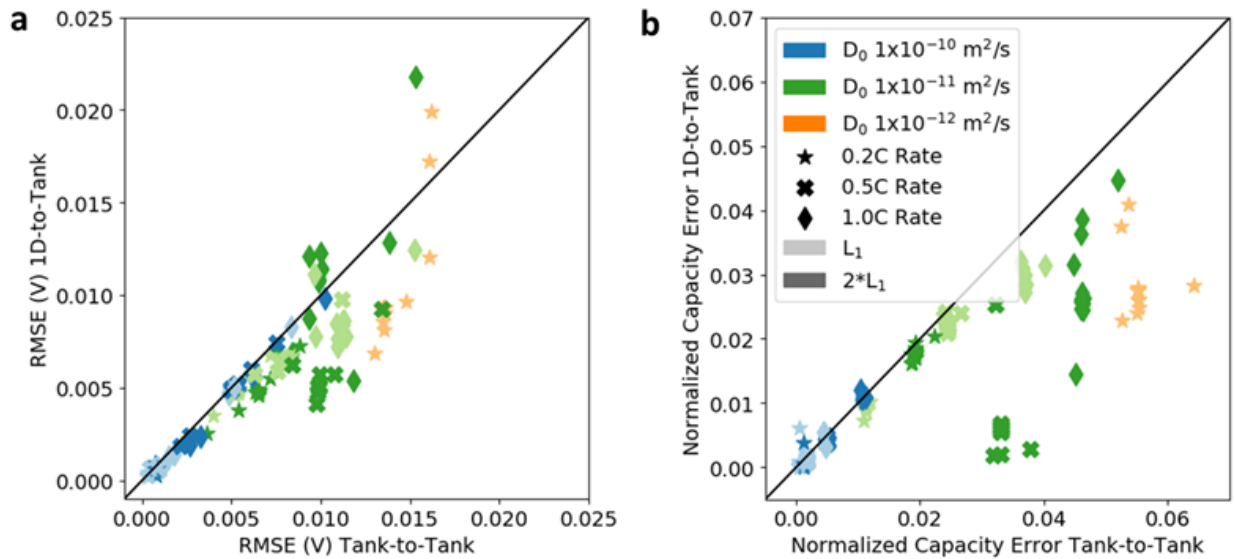 a
0.025
0.020
0.015
0.010
0.005
0.000
RMSE (V) 1D-to-Tank
0.000 0.005 0.010 0.015 0.020 0.025
RMSE (V) Tank-to-Tank
b
0.07
0.06
0.05
0.04
0.03
0.02
0.01
0.00
Normalized Capacity Error 1D-to-Tank
D₀ 1x10⁻¹⁰ m²/s
D₀ 1x10⁻¹¹ m²/s
D₀ 1x10⁻¹² m²/s
0.2C Rate
0.5C Rate
1.0C Rate
L₁
2*L₁
0.00 0.02 0.04 0.06
Normalized Capacity Error Tank-to-Tank